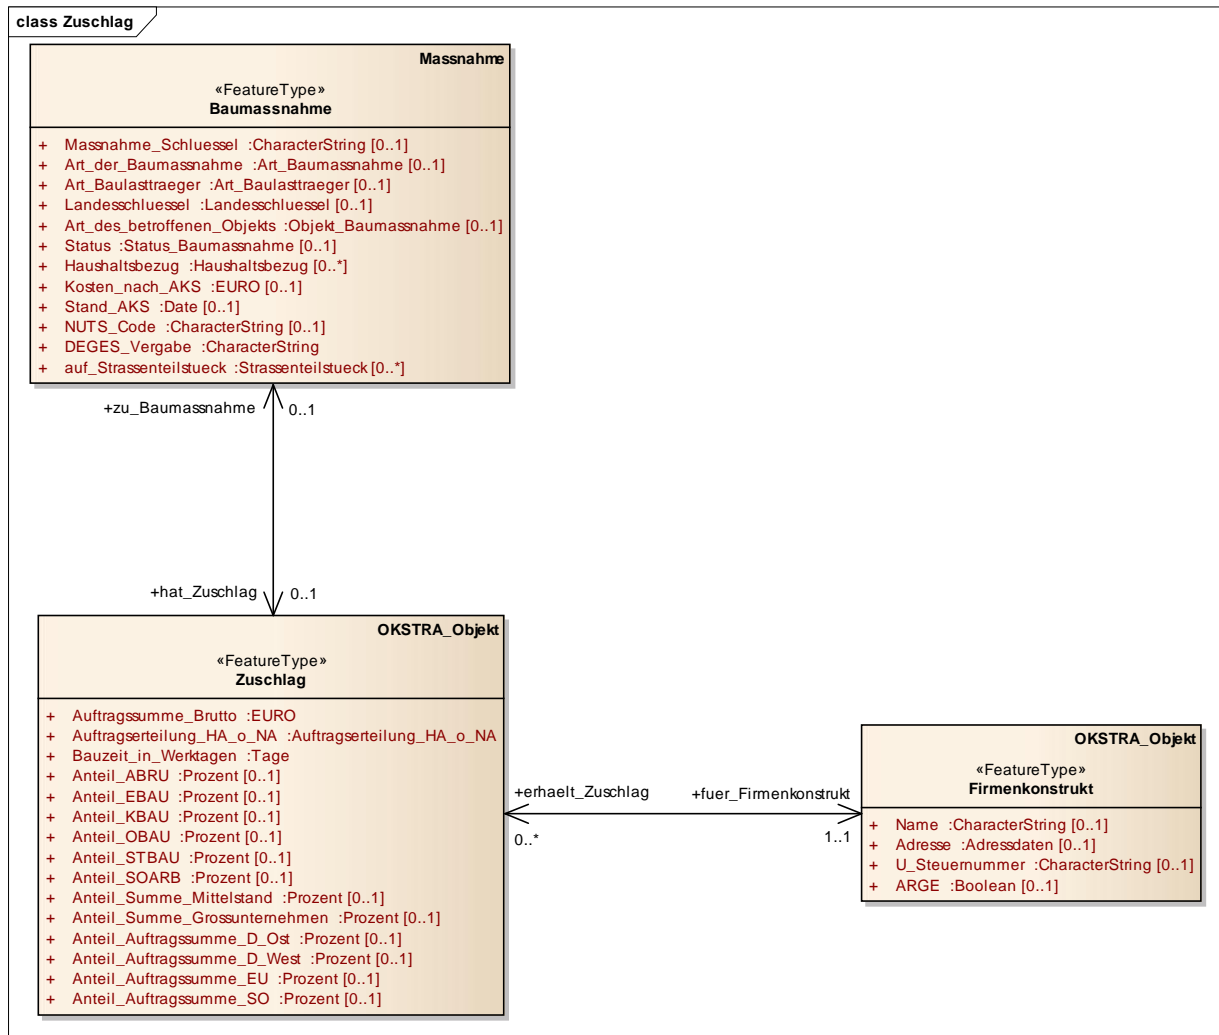 class Zuschlag
Massnahme
«FeatureType»
Baumassnahme
+ Massnahme_Schluessel :CharacterString [0..1]
+ Art_der_Baumassnahme :Art_Baumassnahme [0..1]
+ Art_Baulasttraeger :Art_Baulasttraeger [0..1]
+ Landesschluessel :Landesschluessel [0..1]
+ Art_des_betroffenen_Objekts :Objekt_Baumassnahme [0..1]
+ Status :Status_Baumassnahme [0..1]
+ Haushaltsbezug :Haushaltsbezug [0..*]
+ Kosten_nach_AKS :EURO [0..1]
+ Stand_AKS :Date [0..1]
+ NUTS_Code :CharacterString [0..1]
+ DEGES_Vergabe :CharacterString
+ auf_Strassenteilstueck :Strassenteilstueck [0..*]
+zu_Baumassnahme 0..1
+hat_Zuschlag 0..1
OKSTRA_Objekt
«FeatureType»
Zuschlag
+ Auftragssumme_Brutto :EURO
+ Auftragserteilung_HA_o_NA :Auftragserteilung_HA_o_NA
+ Bauzeit_in_Werktagen :Tage
+ Anteil_ABRU :Prozent [0..1]
+ Anteil_EBAU :Prozent [0..1]
+ Anteil_KBAU :Prozent [0..1]
+ Anteil_OBAU :Prozent [0..1]
+ Anteil_STBAU :Prozent [0..1]
+ Anteil_SOARB :Prozent [0..1]
+ Anteil_Summe_Mittelstand :Prozent [0..1]
+ Anteil_Summe_Grossunternehmen :Prozent [0..1]
+ Anteil_Auftragssumme_D_Ost :Prozent [0..1]
+ Anteil_Auftragssumme_D_West :Prozent [0..1]
+ Anteil_Auftragssumme_EU :Prozent [0..1]
+ Anteil_Auftragssumme_SO :Prozent [0..1]
+erhaelt_Zuschlag +fuer_Firmenkonstrukt
0..* 1..1
OKSTRA_Objekt
«FeatureType»
Firmenkonstrukt
+ Name :CharacterString [0..1]
+ Adresse :Adressdaten [0..1]
+ U_Steuernummer :CharacterString [0..1]
+ ARGE :Boolean [0..1]